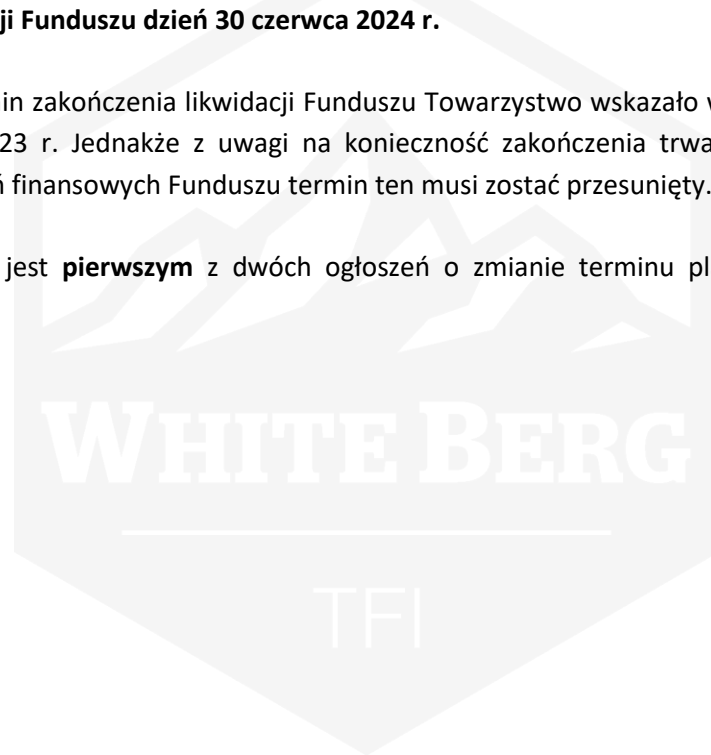 ji Funduszu dzień 30 czerwca 2024 r.
in zakończenia likwidacji Funduszu Towarzystwo wskazało w
23 r. Jednakże z uwagi na konieczność zakończenia trwa
ń finansowych Funduszu termin ten musi zostać przesunięty.
jest pierwszym z dwóch ogłoszeń o zmianie terminu pl
WHITE BERG
TFI